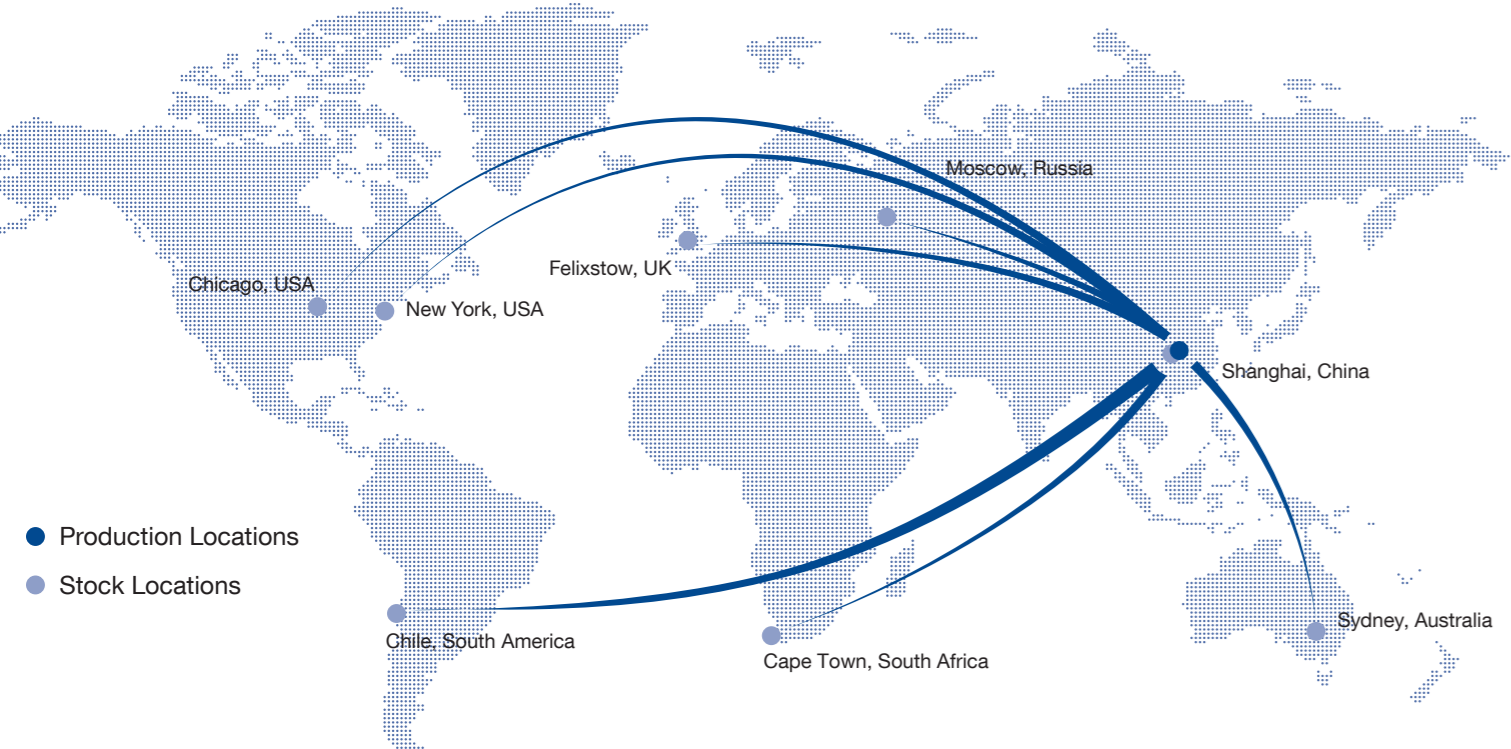 Moscow, Russia
Felixstow, UK
Chicago, USA
New York, USA
Shanghai, China
Production Locations
Stock Locations
Chile, South America
Sydney, Australia
Cape Town, South Africa